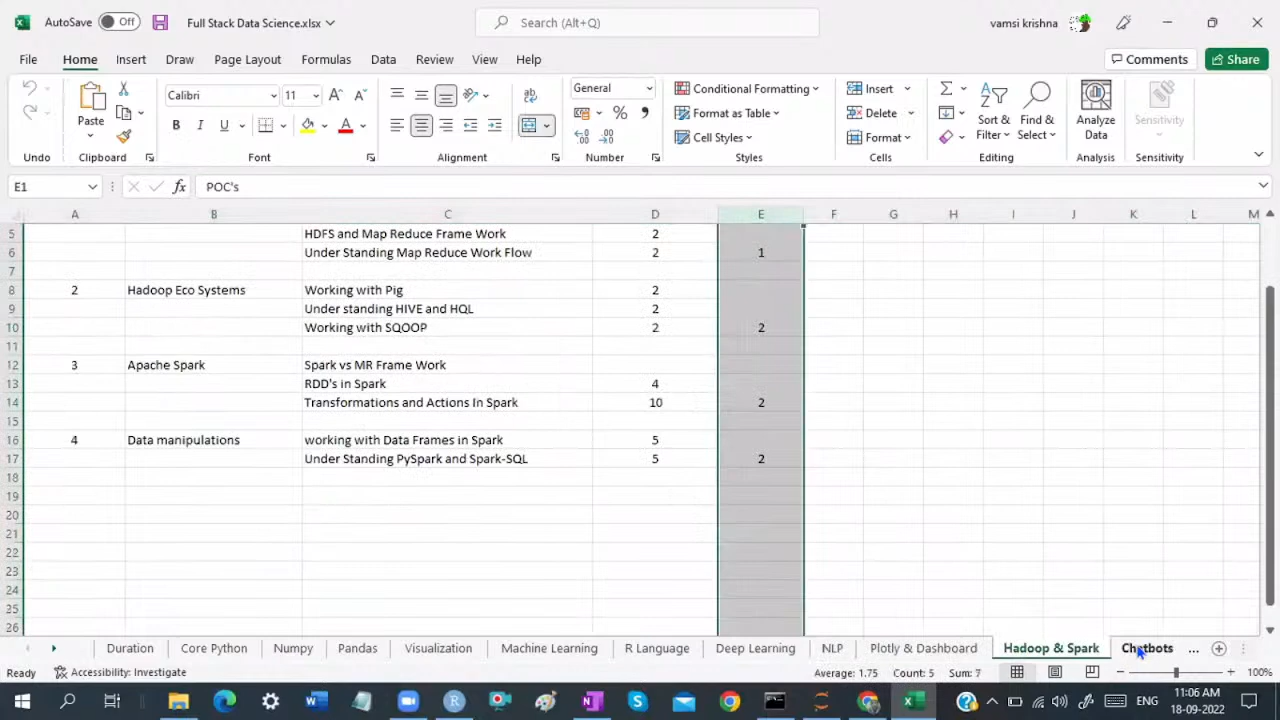 AutoSave Off Full Stack Data Science.xlsx Search (Alt+Q) vamsi krishna
File Home Insert Draw Page Layout Formulas Data Review View Help Comments Share
Calibri 11 General Conditional Formatting Insert
Paste B I U Format as Table Delete Sort & Filter Find & Select Analyze Data Sensitivity
Cell Styles Format
Undo Clipboard Font Alignment Number Styles Cells Editing Analysis Sensitivity
E1 fx POC's
A B C D E F G H I J K L M
5 HDFS and Map Reduce Frame Work 2
6 Under Standing Map Reduce Work Flow 2 1
7
8 2 Hadoop Eco Systems Working with Pig 2
9 Under standing HIVE and HQL 2
10 Working with SQOOP 2 2
11
12 3 Apache Spark Spark vs MR Frame Work
13 RDD's in Spark 4
14 Transformations and Actions In Spark 10 2
15
16 4 Data manipulations working with Data Frames in Spark 5
17 Under Standing PySpark and Spark-SQL 5 2
18
19
20
21
22
23
24
25
26
Duration Core Python Numpy Pandas Visualization Machine Learning R Language Deep Learning NLP Plotly & Dashboard Hadoop & Spark Chatbots ...
Ready Accessibility: Investigate Average: 1.75 Count: 5 Sum: 7 100%
ENG 11:06 AM
18-09-2022